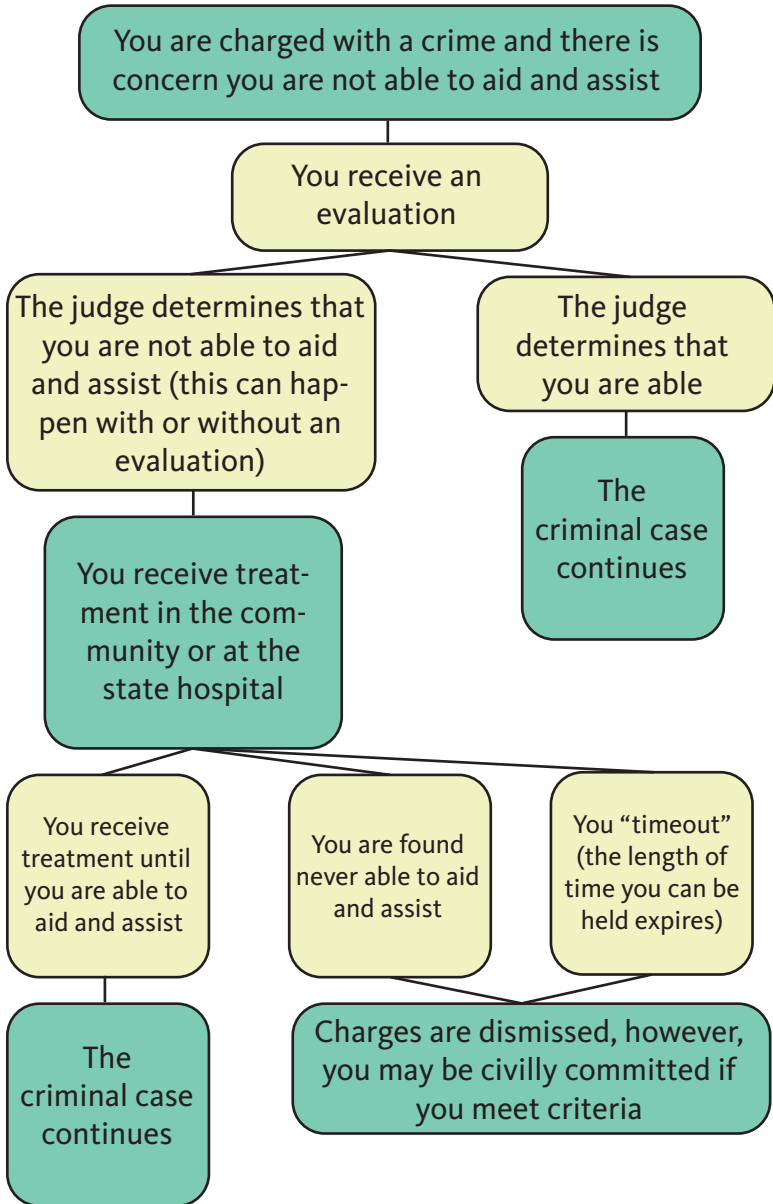 You are charged with a crime and there is
concern you are not able to aid and assist
You receive an
evaluation
The judge determines that
you are not able to aid
and assist (this can hap-
pen with or without an
evaluation)
The judge
determines that
you are able
The
criminal case
continues
You receive treat-
ment in the com-
munity or at the
state hospital
You receive
treatment until
you are able to
aid and assist
You are found
never able to aid
and assist
You “timeout”
(the length of
time you can be
held expires)
The
criminal case
continues
Charges are dismissed, however,
you may be civilly committed if
you meet criteria